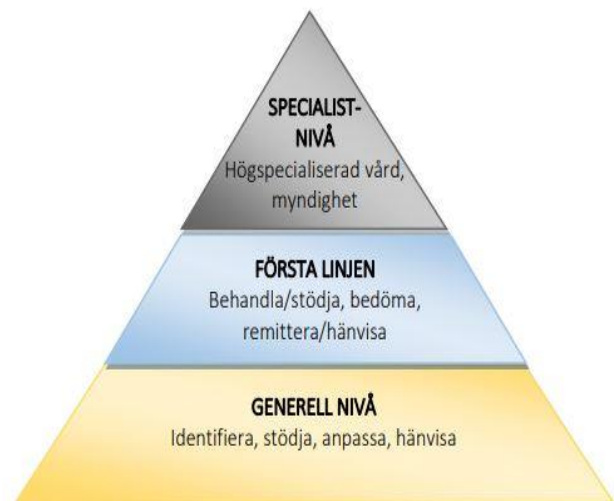 SPECIALIST-
NIVÅ
Högspecialiserad vård,
myndighet
FÖRSTA LINJEN
Behandla/stödja, bedöma,
remittera/hänvisa
GENERELL NIVÅ
Identifiera, stödja, anpassa, hänvisa